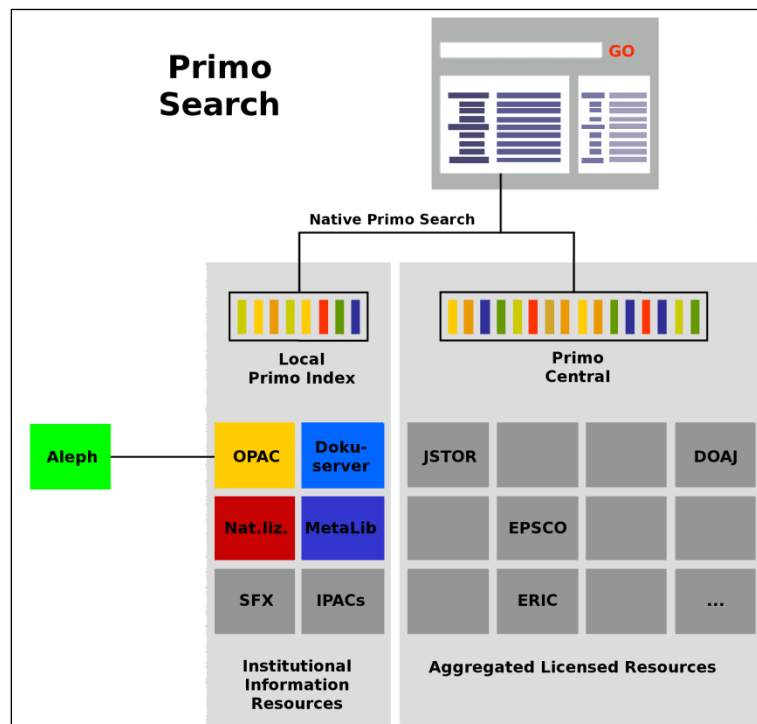 Primo
Search
GO
Native Primo Search
Local
Primo Index
Primo
Central
Aleph
OPAC
Doku-
server
JSTOR
DOAJ
Nat.liz.
MetaLib
EPSCO
SFX
IPACs
ERIC
...
Institutional
Information
Resources
Aggregated Licensed Resources